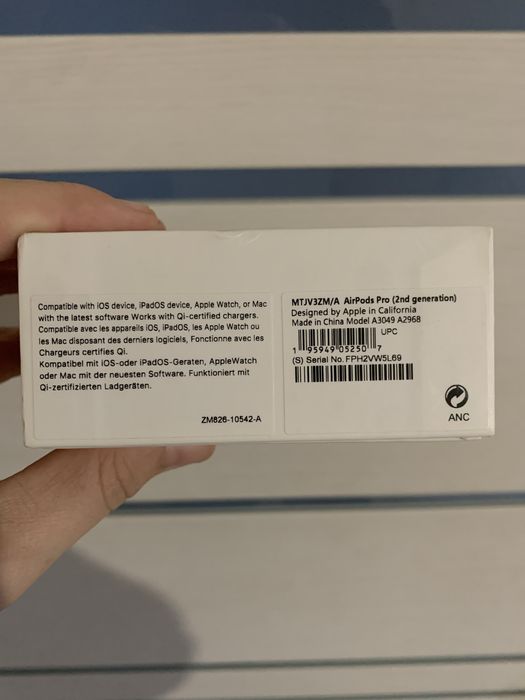 Compatible with iOS device, iPadOS device, Apple Watch, or Mac
with the latest software Works with Qi-certified chargers.
Compatible avec les appareils iOS, iPadOS, les Apple Watch ou
les Mac disposant des derniers logiciels, Fonctionne avec les
Chargeurs certifies Qi.
Kompatibel mit iOS-oder iPadOS-Geraten, AppleWatch
oder Mac mit der neuesten Software. Funktioniert mit
Qi-zertifizierten Ladgeräten.
ZM626-10542-A
MTJV3ZM/A AirPods Pro (2nd generation)
Designed by Apple in California
Made in China Model A3049 A2968
UPC
1 95949 05250 7
(S) Serial No. FPH2VW5L69
ANC